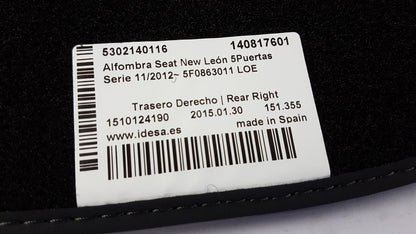 5302140116 140817601
Alfombra Seat New León 5Puertas
Serie 11/2012~ 5F0863011 LOE
Trasero Derecho | Rear Right
1510124190 2015.01.30 151.355
www.idesa.es made in Spain